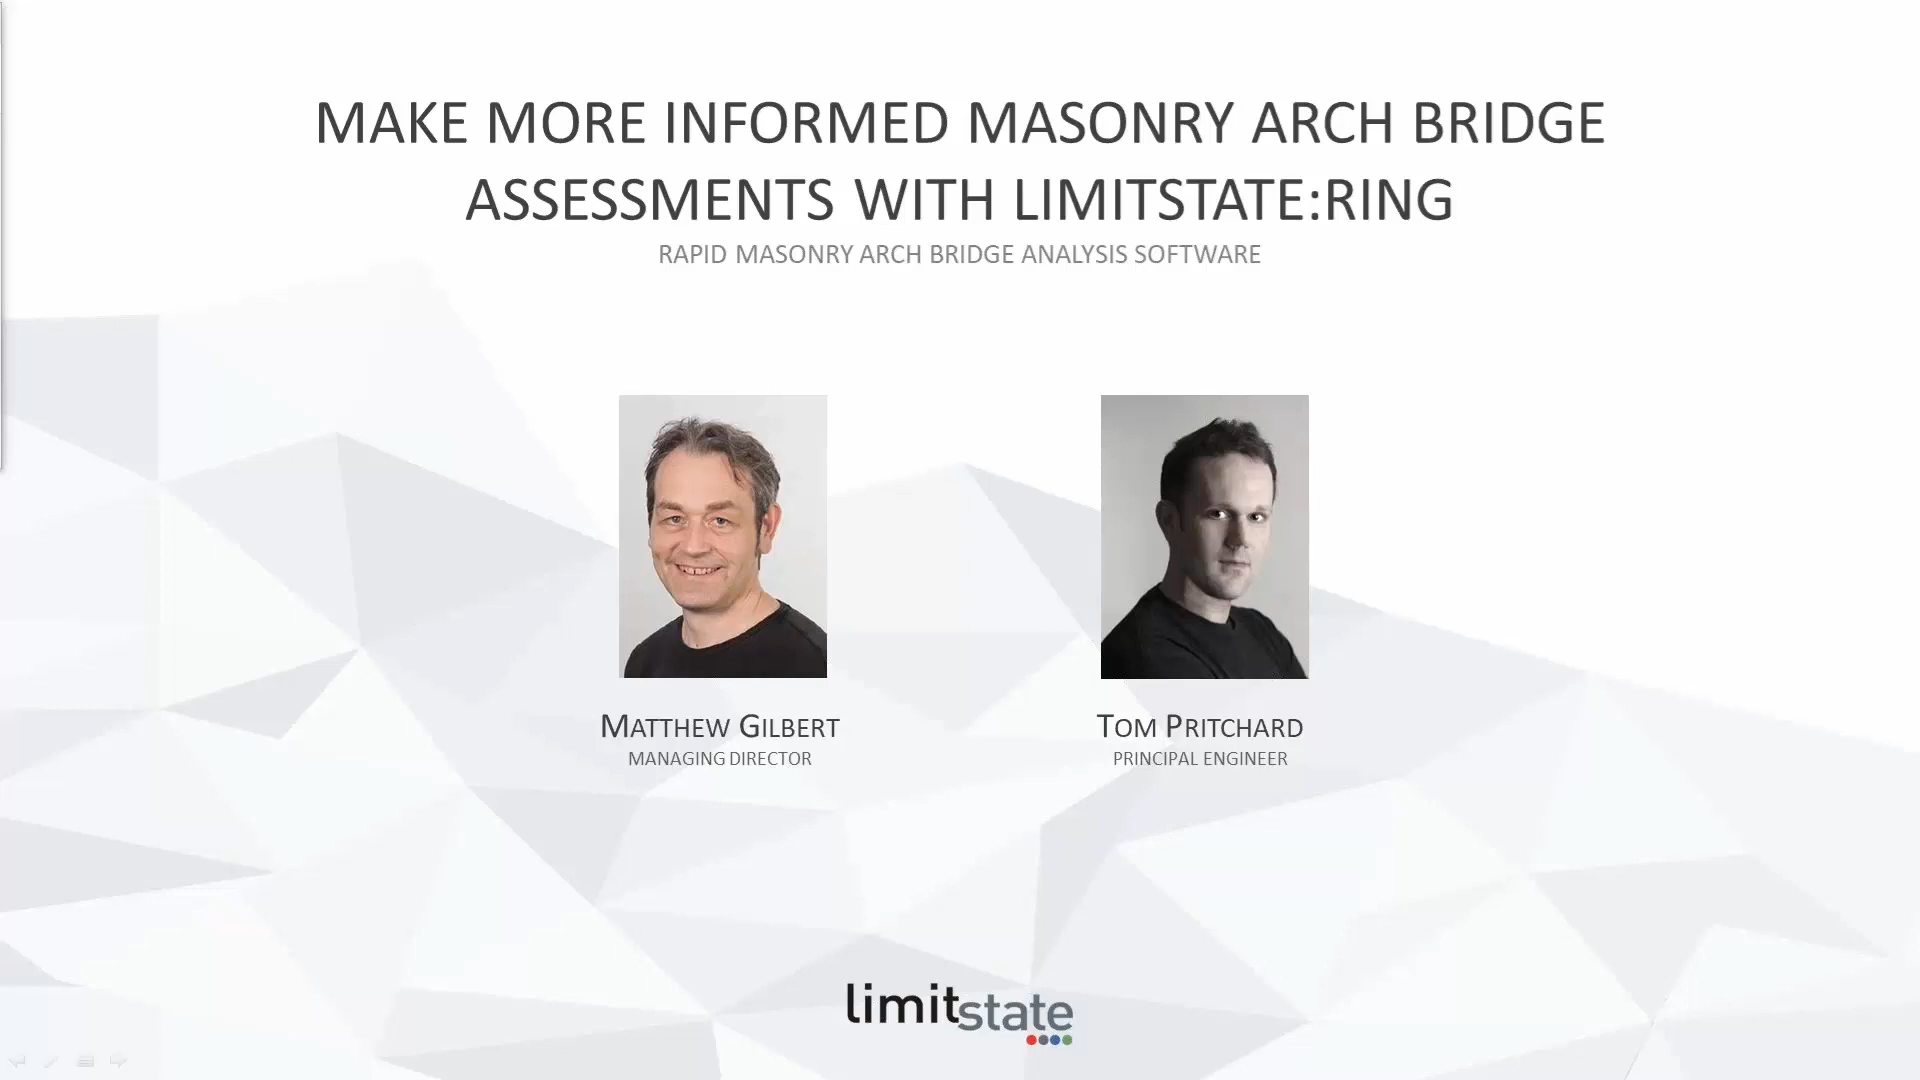 MAKE MORE INFORMED MASONRY ARCH BRIDGE
ASSESSMENTS WITH LIMITSTATE:RING
RAPID MASONRY ARCH BRIDGE ANALYSIS SOFTWARE
MATTHEW GILBERT
MANAGING DIRECTOR
TOM PRITCHARD
PRINCIPAL ENGINEER
limitstate